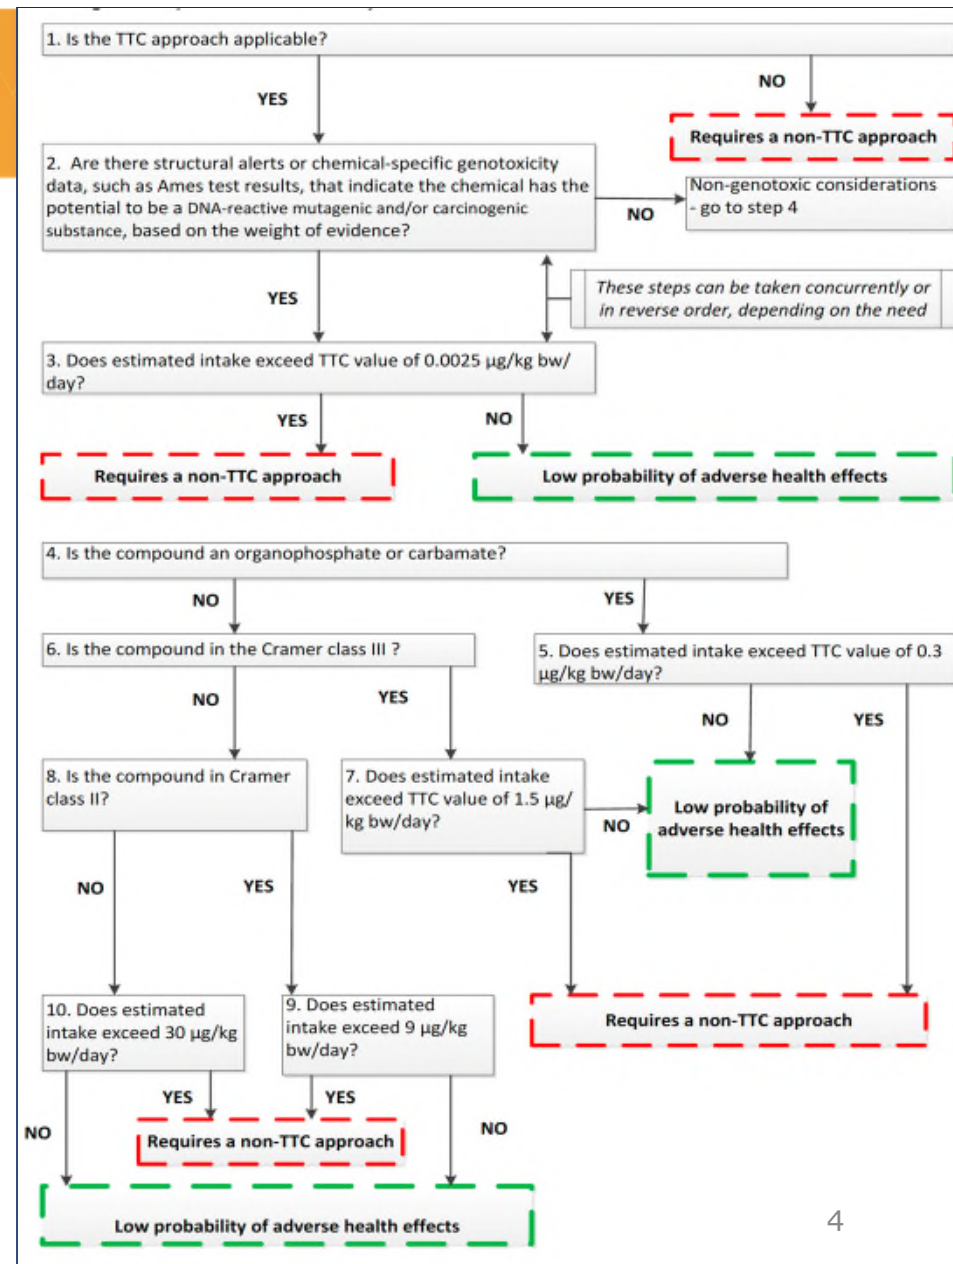 1. Is the TTC approach applicable?
YES
NO
Requires a non-TTC approach
2. Are there structural alerts or chemical-specific genotoxicity
data, such as Ames test results, that indicate the chemical has the
potential to be a DNA-reactive mutagenic and/or carcinogenic
substance, based on the weight of evidence?
NO
Non-genotoxic considerations
- go to step 4
YES
These steps can be taken concurrently or
in reverse order, depending on the need
3. Does estimated intake exceed TTC value of 0.0025 µg/kg bw/
day?
YES
NO
Requires a non-TTC approach
Low probability of adverse health effects
4. Is the compound an organophosphate or carbamate?
NO
YES
6. Is the compound in the Cramer class III ?
5. Does estimated intake exceed TTC value of 0.3
µg/kg bw/day?
NO
YES
NO
YES
8. Is the compound in Cramer
class II?
7. Does estimated intake
exceed TTC value of 1.5 µg/
kg bw/day?
NO
Low probability of
adverse health effects
NO
YES
YES
10. Does estimated
intake exceed 30 µg/kg
bw/day?
9. Does estimated
intake exceed 9 µg/kg
bw/day?
Requires a non-TTC approach
YES
YES
NO
NO
Requires a non-TTC approach
Low probability of adverse health effects
4